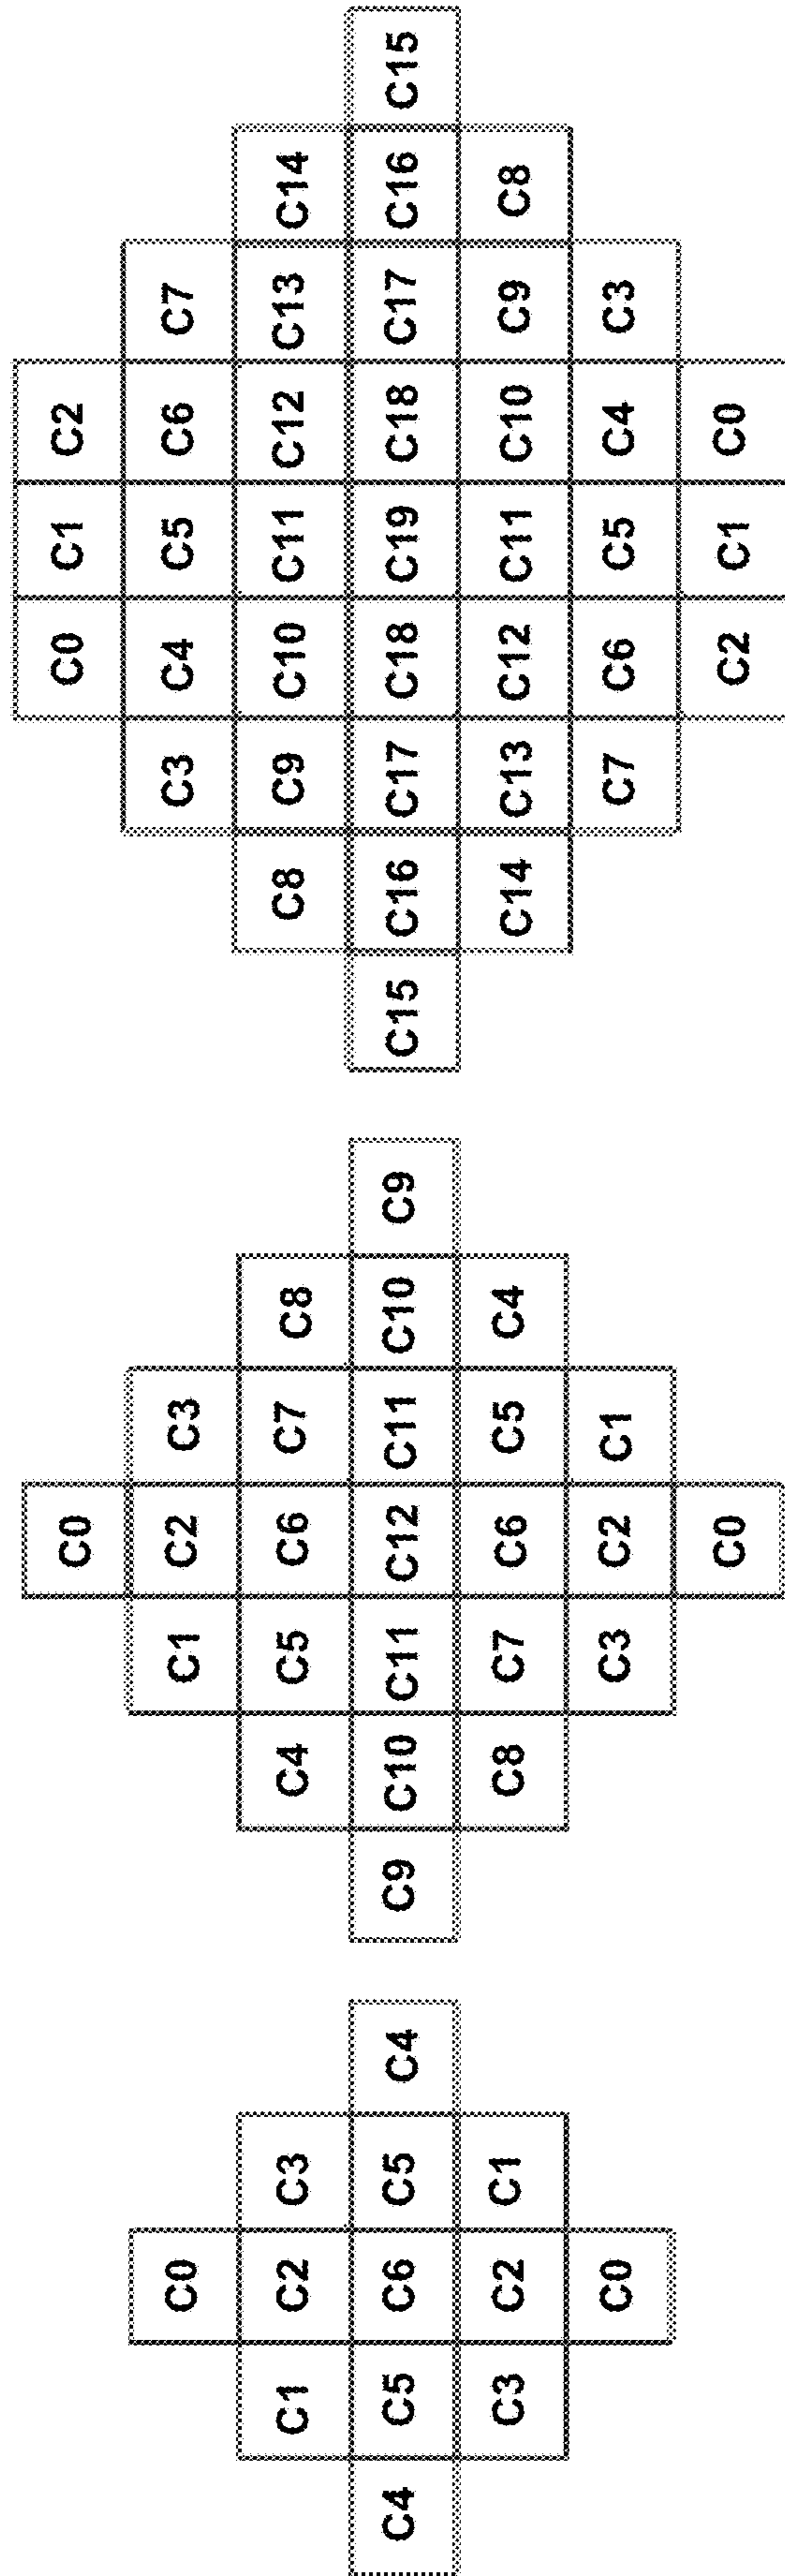 C0
C1 C2 C3
C4 C5 C6 C5 C4
C3 C2 C1
C0
C0
C1 C2 C3
C4 C5 C6 C7 C8
C9 C10 C11 C12 C11 C10 C9
C8 C7 C6 C5 C4
C3 C2 C1
C0
C0 C1 C2
C3 C4 C5 C6 C7
C8 C9 C10 C11 C12 C13 C14
C15 C16 C17 C18 C19 C18 C17 C16 C15
C14 C13 C12 C11 C10 C9 C8
C7 C6 C5 C4 C3
C2 C1 C0